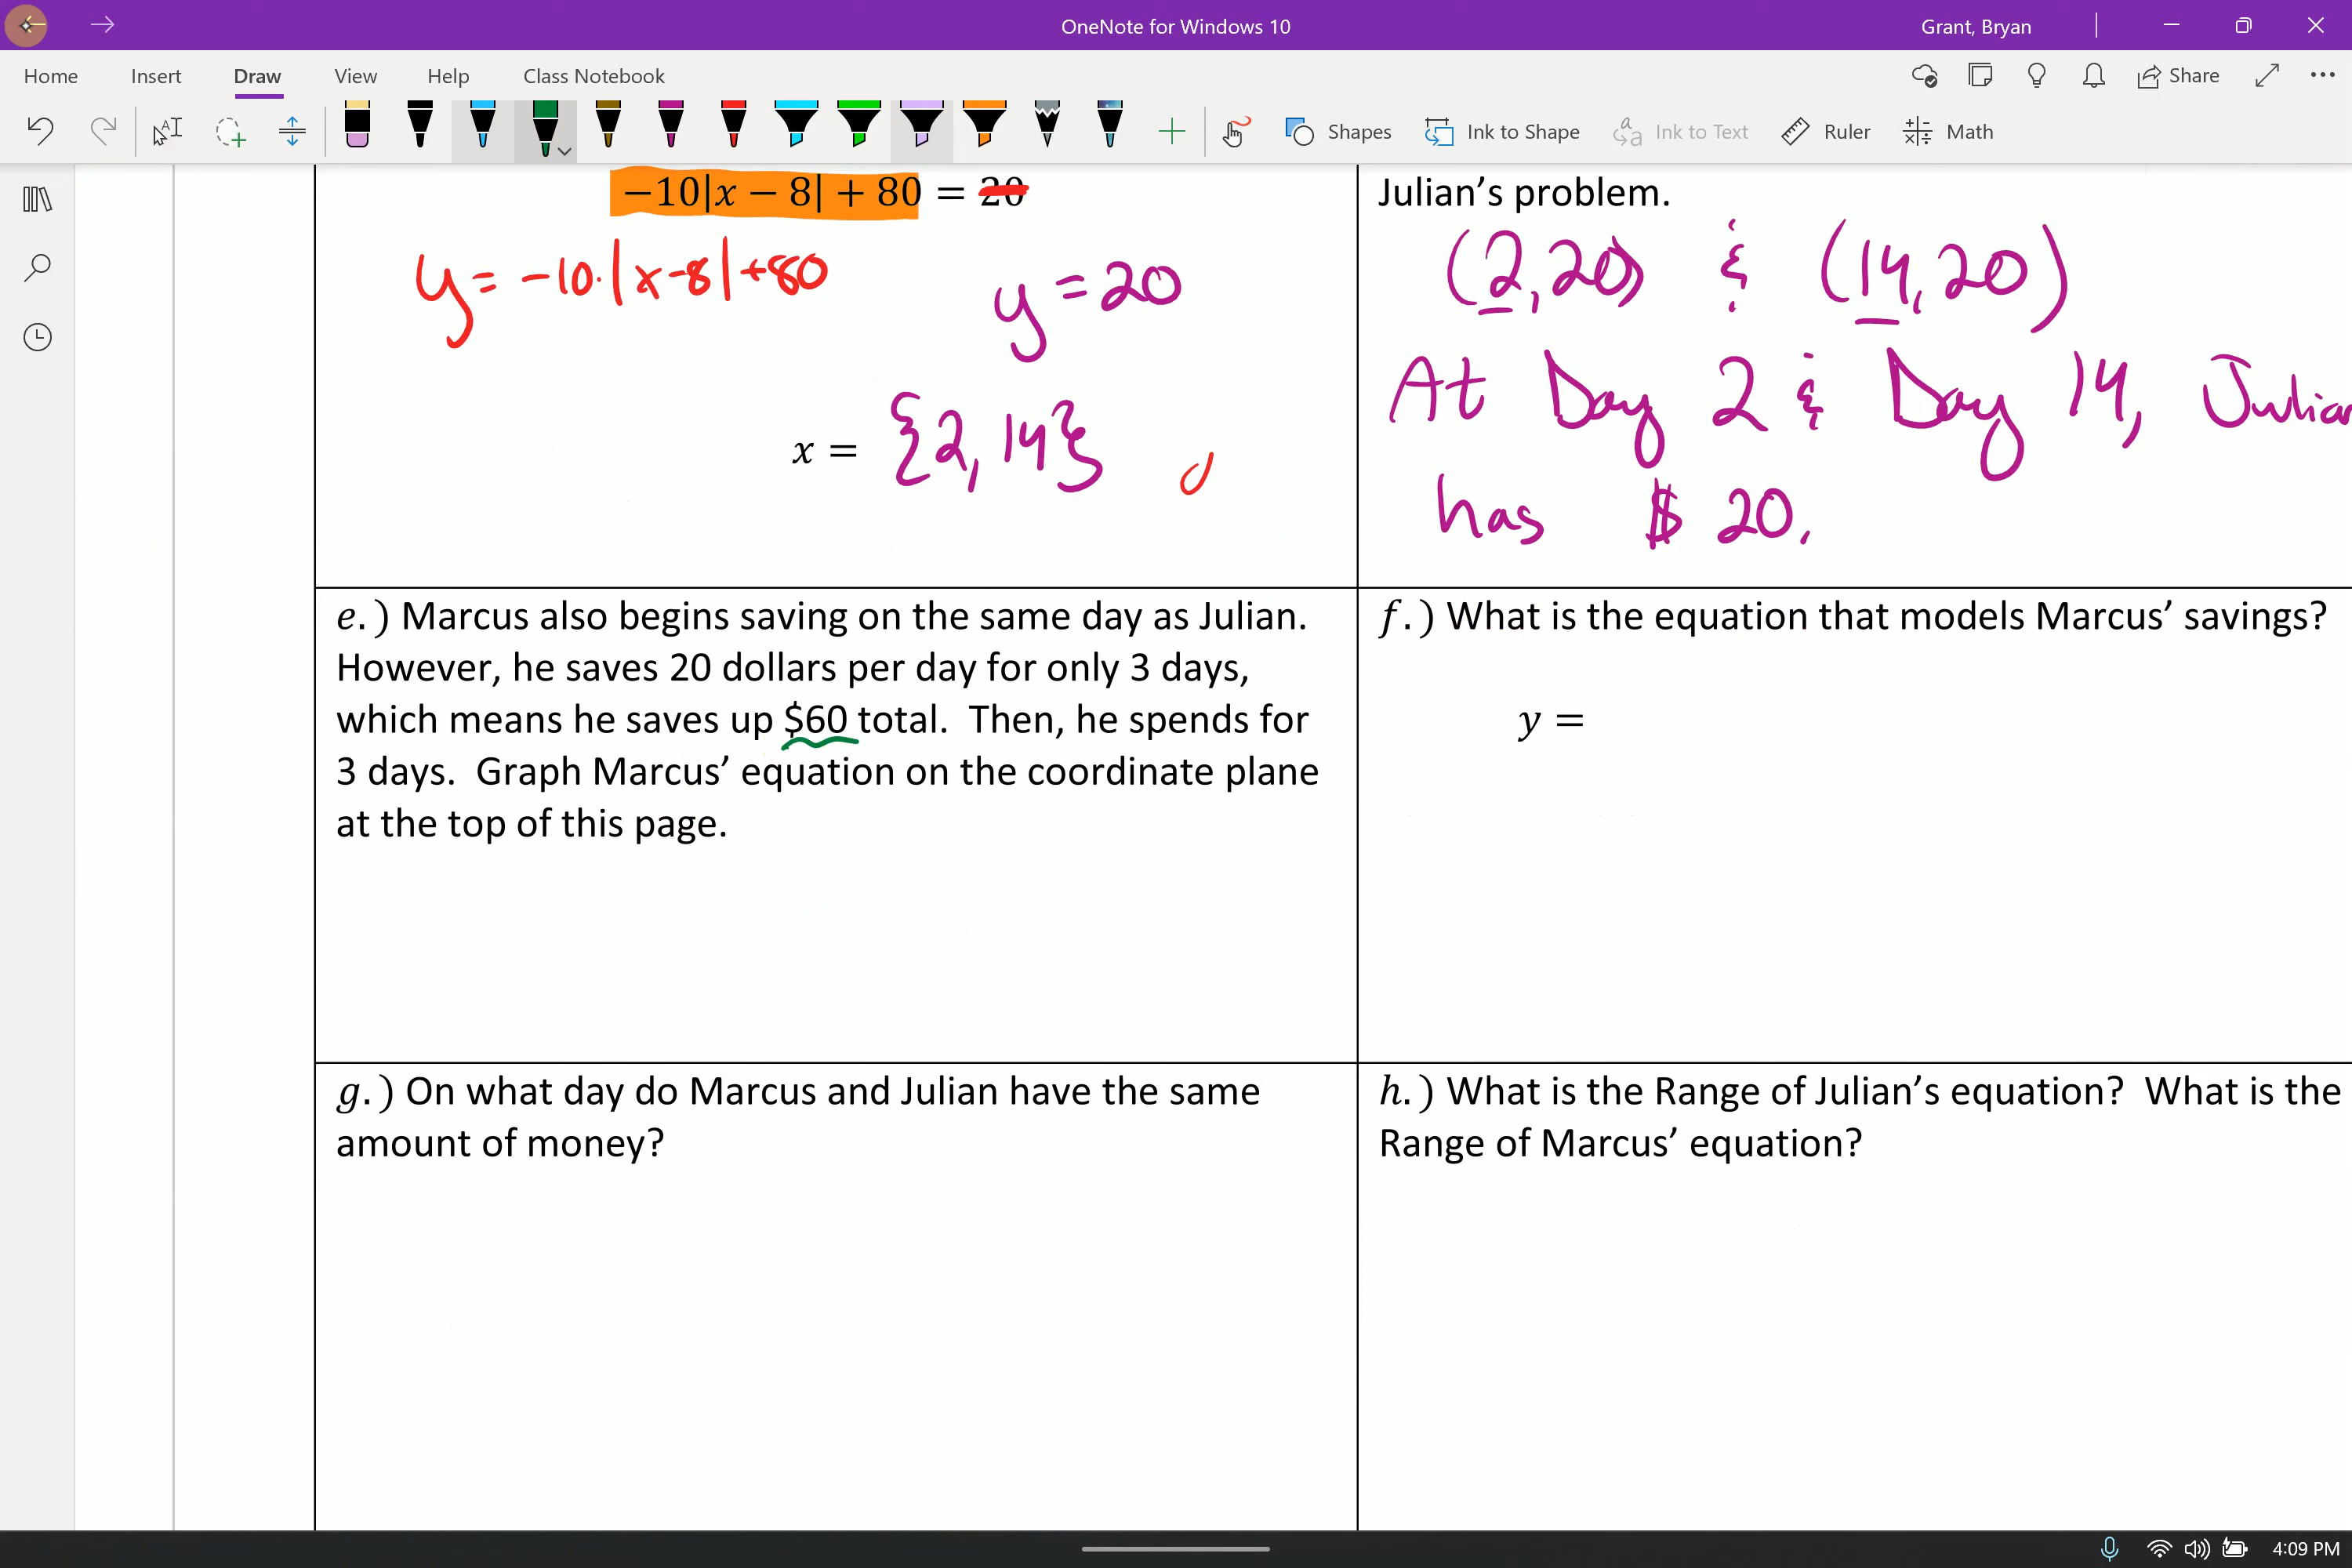 OneNote for Windows 10
Grant, Bryan
Home Insert Draw View Help Class Notebook
Share
Shapes Ink to Shape Ink to Text Ruler Math
−10|x − 8| + 80 = 20
y = -10·|x-8|+80
y = 20
x = {2, 14}
Julian’s problem.
(2,20) & (14,20)
At Day 2 & Day 14, Julian
has $20.
e.) Marcus also begins saving on the same day as Julian.
However, he saves 20 dollars per day for only 3 days,
which means he saves up $60 total. Then, he spends for
3 days. Graph Marcus’ equation on the coordinate plane
at the top of this page.
f.) What is the equation that models Marcus’ savings?
y =
g.) On what day do Marcus and Julian have the same
amount of money?
h.) What is the Range of Julian’s equation? What is the
Range of Marcus’ equation?
4:09 PM